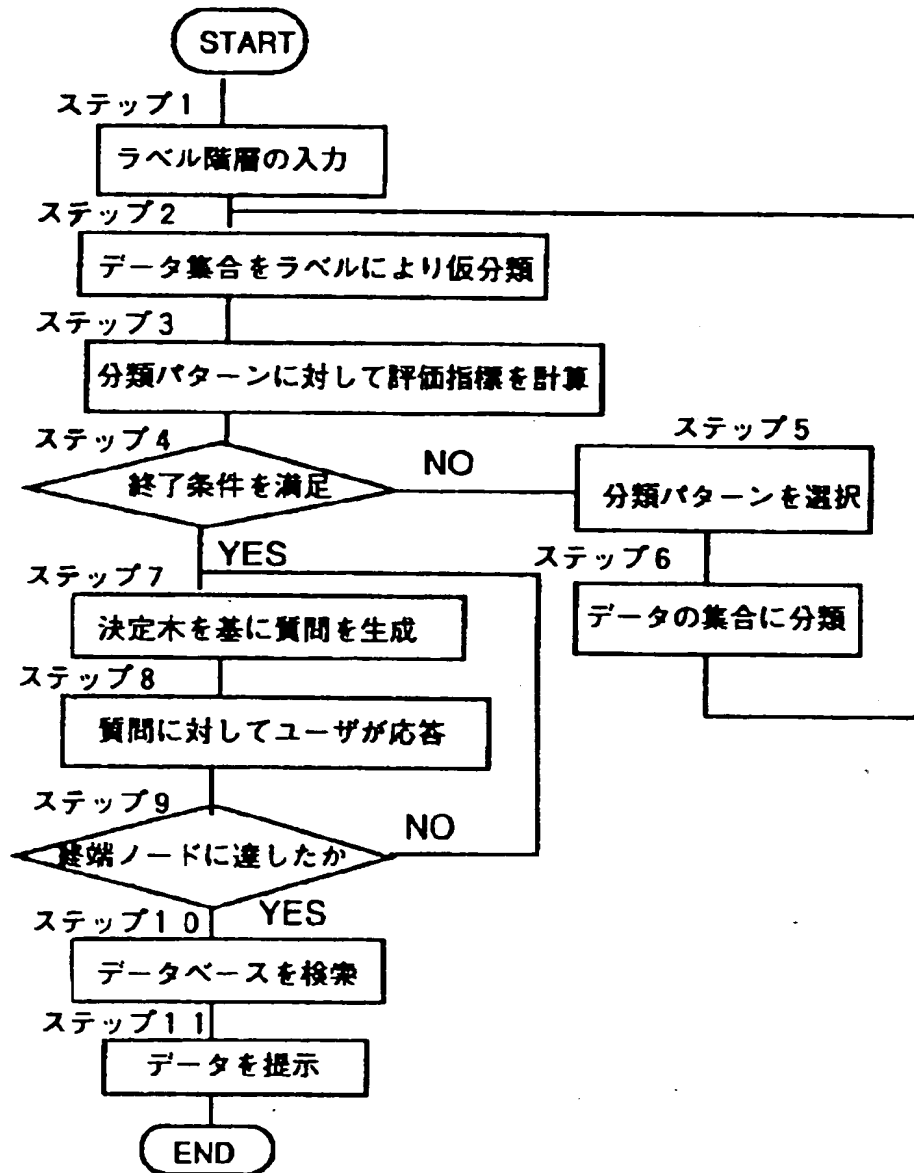 START
ステップ1
ラベル階層の入力
ステップ2
データ集合をラベルにより仮分類
ステップ3
分類パターンに対して評価指標を計算
ステップ4
終了条件を満足
NO
ステップ5
分類パターンを選択
YES
ステップ6
データの集合に分類
ステップ7
決定木を基に質問を生成
ステップ8
質問に対してユーザが応答
ステップ9
終端ノードに達したか
NO
YES
ステップ10
データベースを検索
ステップ11
データを提示
END